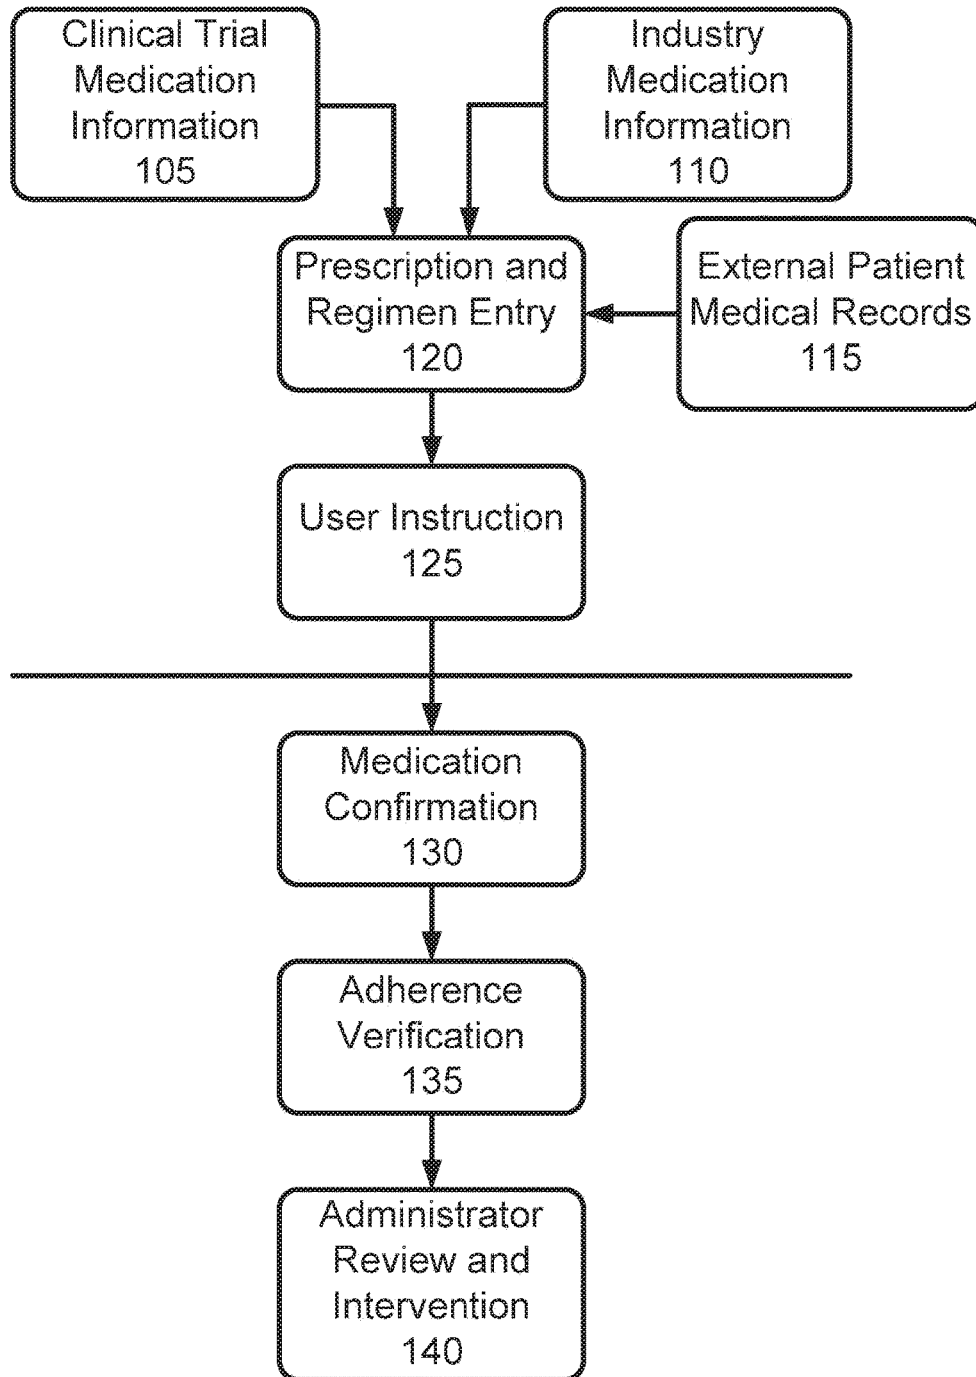 Clinical Trial
Medication
Information
105
Industry
Medication
Information
110
Prescription and
Regimen Entry
120
External Patient
Medical Records
115
User Instruction
125
Medication
Confirmation
130
Adherence
Verification
135
Administrator
Review and
Intervention
140